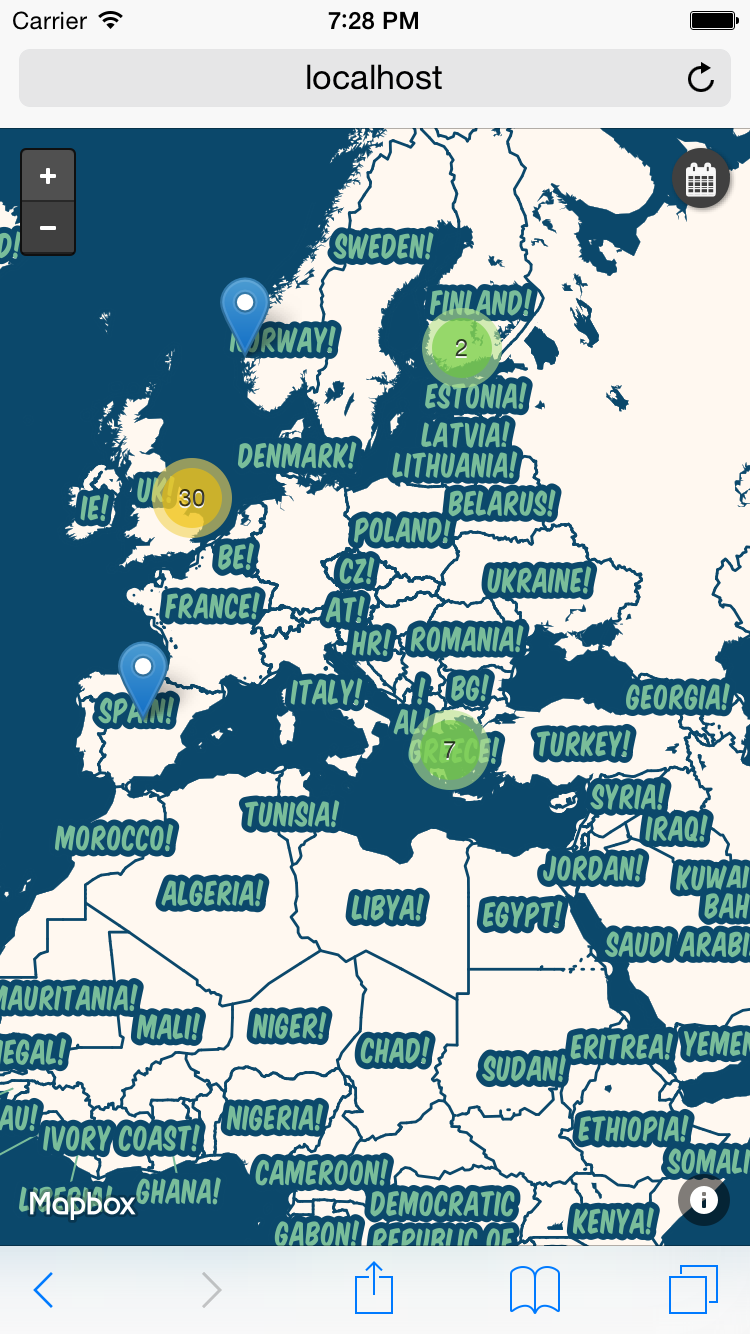 Carrier 7:28 PM
localhost
+
−
D!
SWEDEN!
FINLAND!
NORWAY!
2
ESTONIA!
LATVIA!
DENMARK!
LITHUANIA!
UK!
30
IE!
BELARUS!
POLAND!
BE!
CZ!
UKRAINE!
FRANCE!
AT!
HR!
ROMANIA!
ITALY!
!
BG!
GEORGIA!
SPAIN!
AL!
GREECE!
7
TURKEY!
SYRIA!
TUNISIA!
IRAQ!
MOROCCO!
JORDAN!
KUWAI
ALGERIA!
LIBYA!
EGYPT!
BAH
SAUDI ARABI
MAURITANIA!
MALI!
NIGER!
CHAD!
ERITREA!
YEMEN
NEGAL!
SUDAN!
AU!
IVORY COAST!
NIGERIA!
ETHIOPIA!
SOMALI
CAMEROON!
LIBERIA!
GHANA!
Mapbox
DEMOCRATIC
REPUBLIC OF
GABON!
KENYA!
i